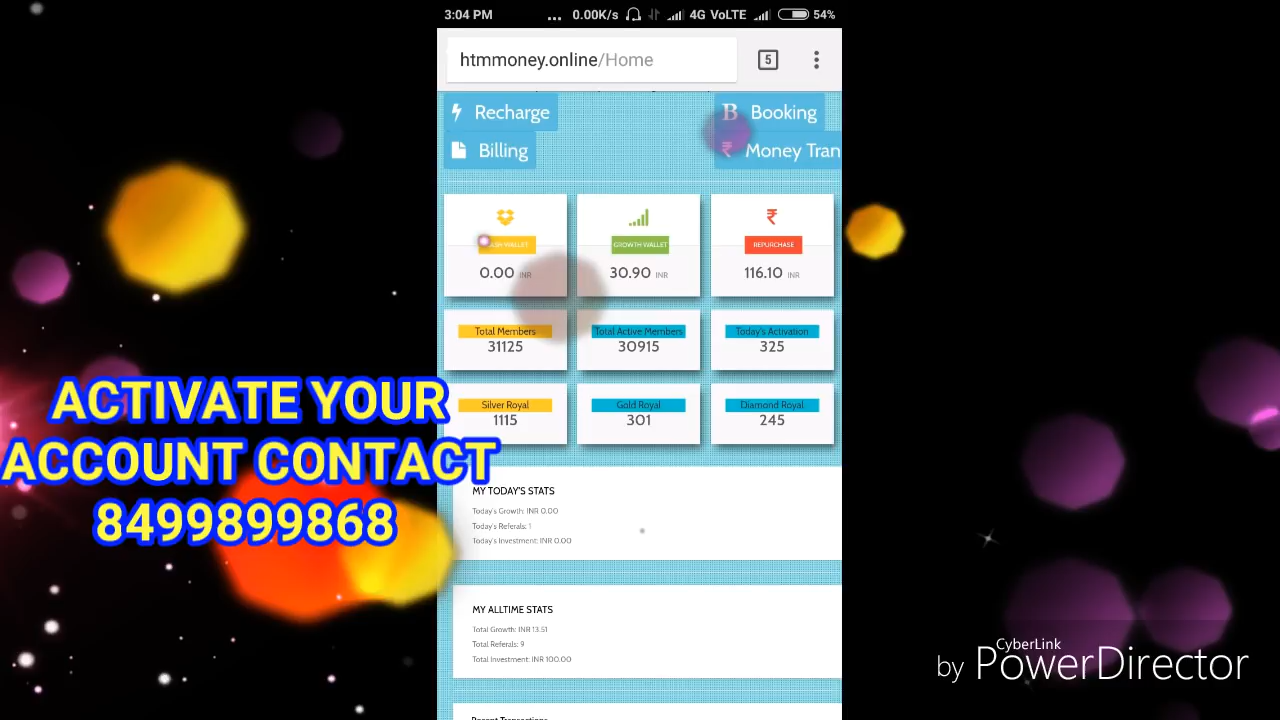 3:04 PM
... 0.00K/s 4G VoLTE 54%
htmmoney.online/Home
5
Recharge
B Booking
Billing
₹ Money Tran
₹
GROWTH WALLET
REPURCHASE
0.00 INR
30.90 INR
116.10 INR
Total Members
Total Active Members
Today's Activation
31125
30915
325
Silver Royal
Gold Royal
Diamond Royal
1115
301
245
ACTIVATE YOUR
ACCOUNT CONTACT
8499899868
MY TODAY'S STATS
Today's Growth: INR 0.00
Today's Referals: 1
Today's Investment: INR 0.00
MY ALLTIME STATS
Total Growth: INR 13.51
Total Referals: 9
Total Investment: INR 100.00
Recent Transactions
CyberLink
by PowerDirector